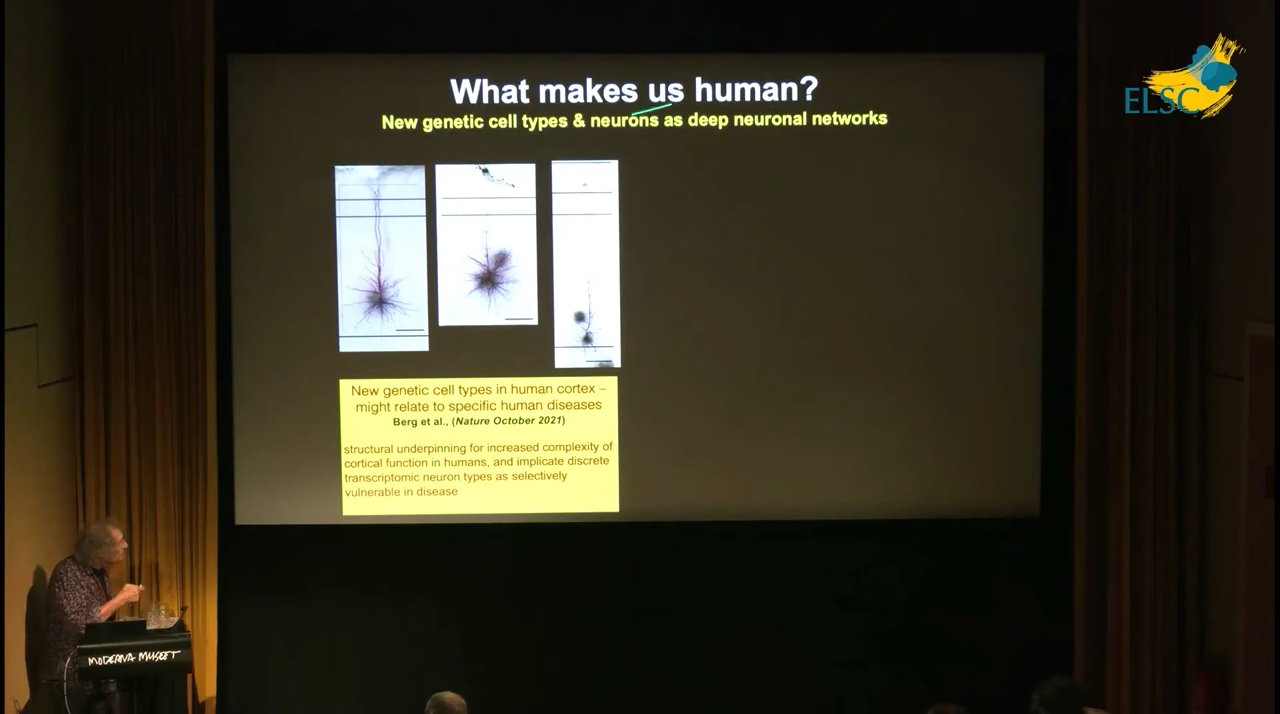 What makes us human?
New genetic cell types & neurons as deep neuronal networks
ELSC
New genetic cell types in human cortex –
might relate to specific human diseases
Berg et al., (Nature October 2021)
structural underpinning for increased complexity of
cortical function in humans, and implicate discrete
transcriptomic neuron types as selectively
vulnerable in disease
MODERNA MUSEET